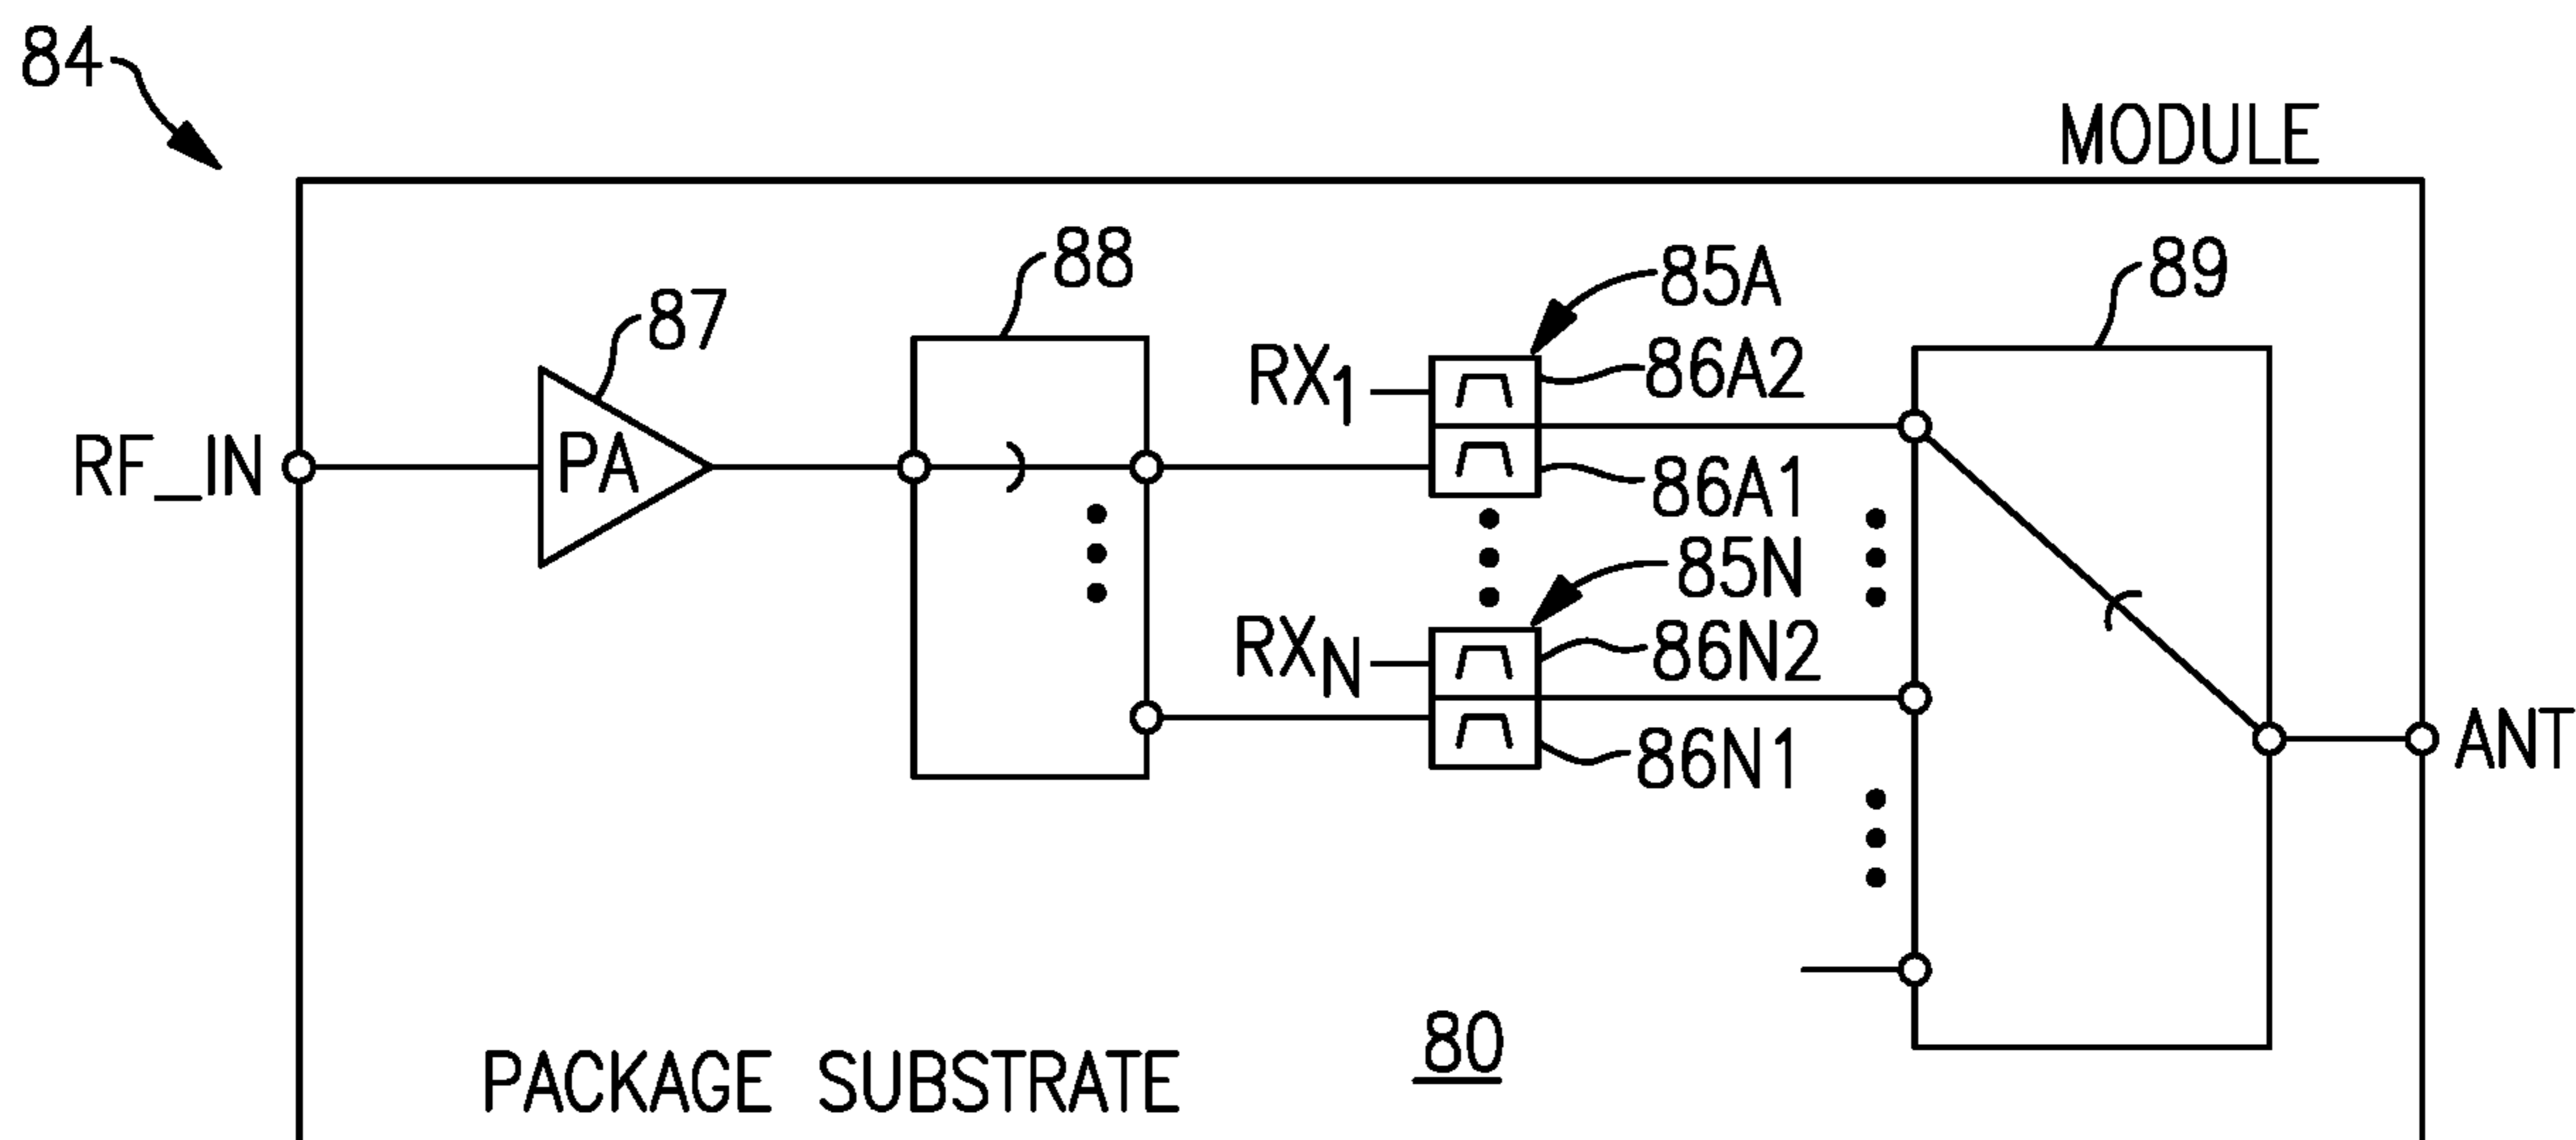 84
MODULE
88
89
85A
87
RX1
86A2
RF_IN
PA
86A1
85N
RXN
86N2
86N1
ANT
80
PACKAGE SUBSTRATE